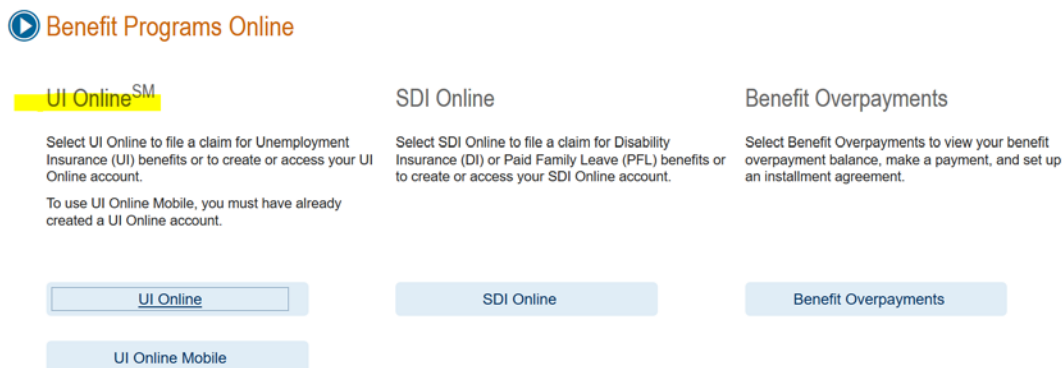 Benefit Programs Online
UI OnlineSM
Select UI Online to file a claim for Unemployment
Insurance (UI) benefits or to create or access your UI
Online account.
To use UI Online Mobile, you must have already
created a UI Online account.
UI Online
UI Online Mobile
SDI Online
Select SDI Online to file a claim for Disability
Insurance (DI) or Paid Family Leave (PFL) benefits or
to create or access your SDI Online account.
SDI Online
Benefit Overpayments
Select Benefit Overpayments to view your benefit
overpayment balance, make a payment, and set up
an installment agreement.
Benefit Overpayments